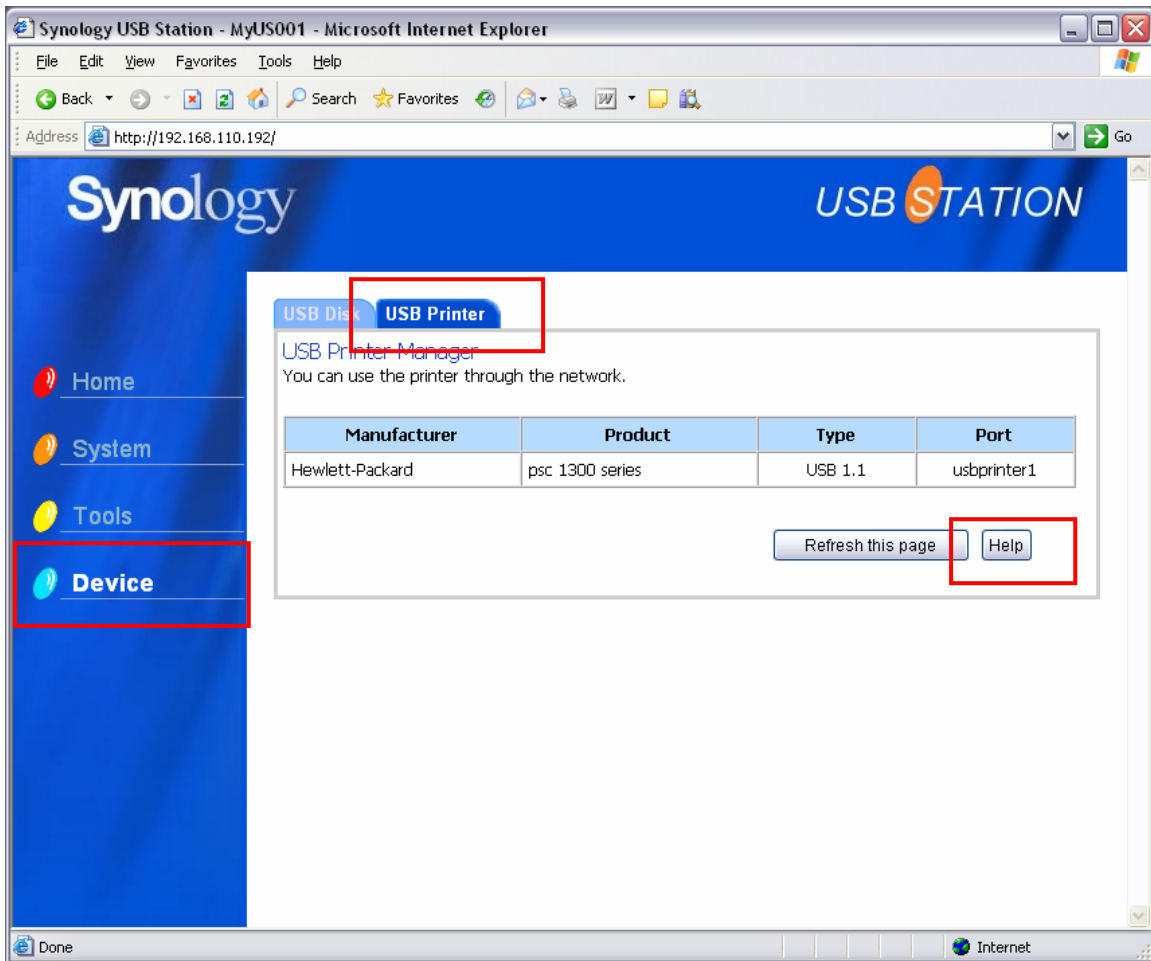 Synology USB Station - MyUS001 - Microsoft Internet Explorer
File Edit View Favorites Tools Help
Back Search Favorites
Address http://192.168.110.192/ Go
Synology USB STATION
USB Disk USB Printer
USB Printer Manager
You can use the printer through the network.
Home
System
Tools
Device
Manufacturer Product Type Port
Hewlett-Packard psc 1300 series USB 1.1 usbprinter1
Refresh this page Help
Done Internet